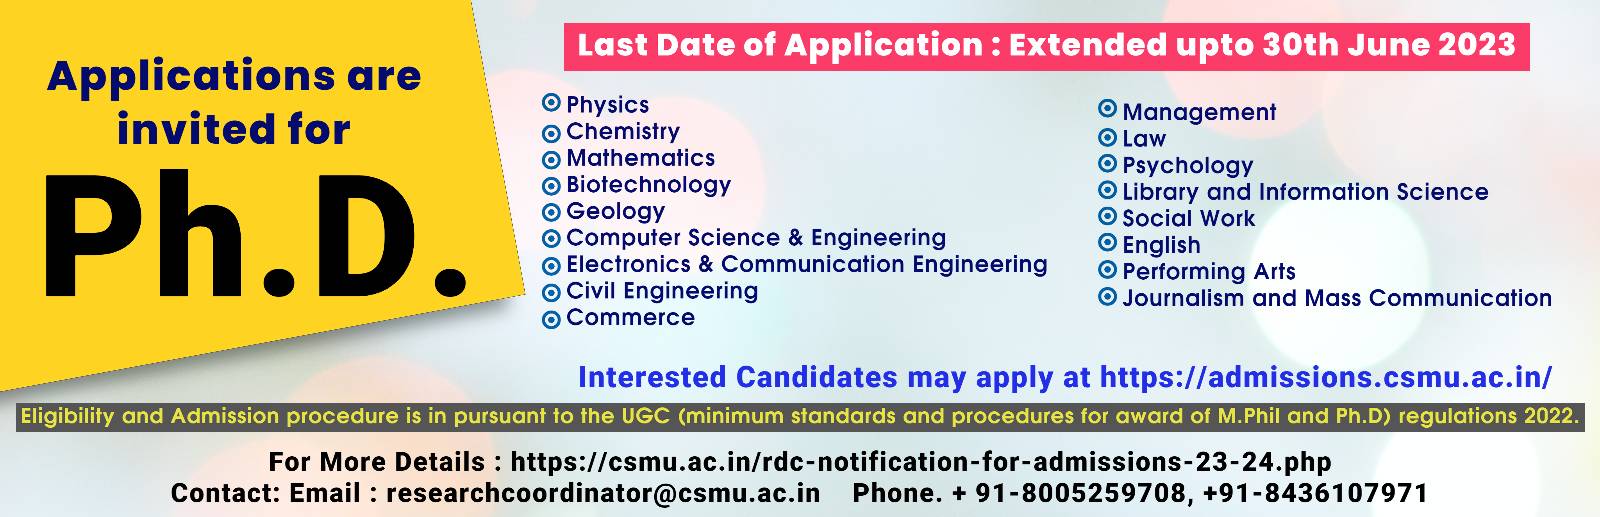 Applications are
invited for
Ph.D.
Last Date of Application : Extended upto 30th June 2023
Physics
Chemistry
Mathematics
Biotechnology
Geology
Computer Science & Engineering
Electronics & Communication Engineering
Civil Engineering
Commerce
Management
Law
Psychology
Library and Information Science
Social Work
English
Performing Arts
Journalism and Mass Communication
Interested Candidates may apply at https://admissions.csmu.ac.in/
Eligibility and Admission procedure is in pursuant to the UGC (minimum standards and procedures for award of M.Phil and Ph.D) regulations 2022.
For More Details : https://csmu.ac.in/rdc-notification-for-admissions-23-24.php
Contact: Email : researchcoordinator@csmu.ac.in Phone. + 91-8005259708, +91-8436107971